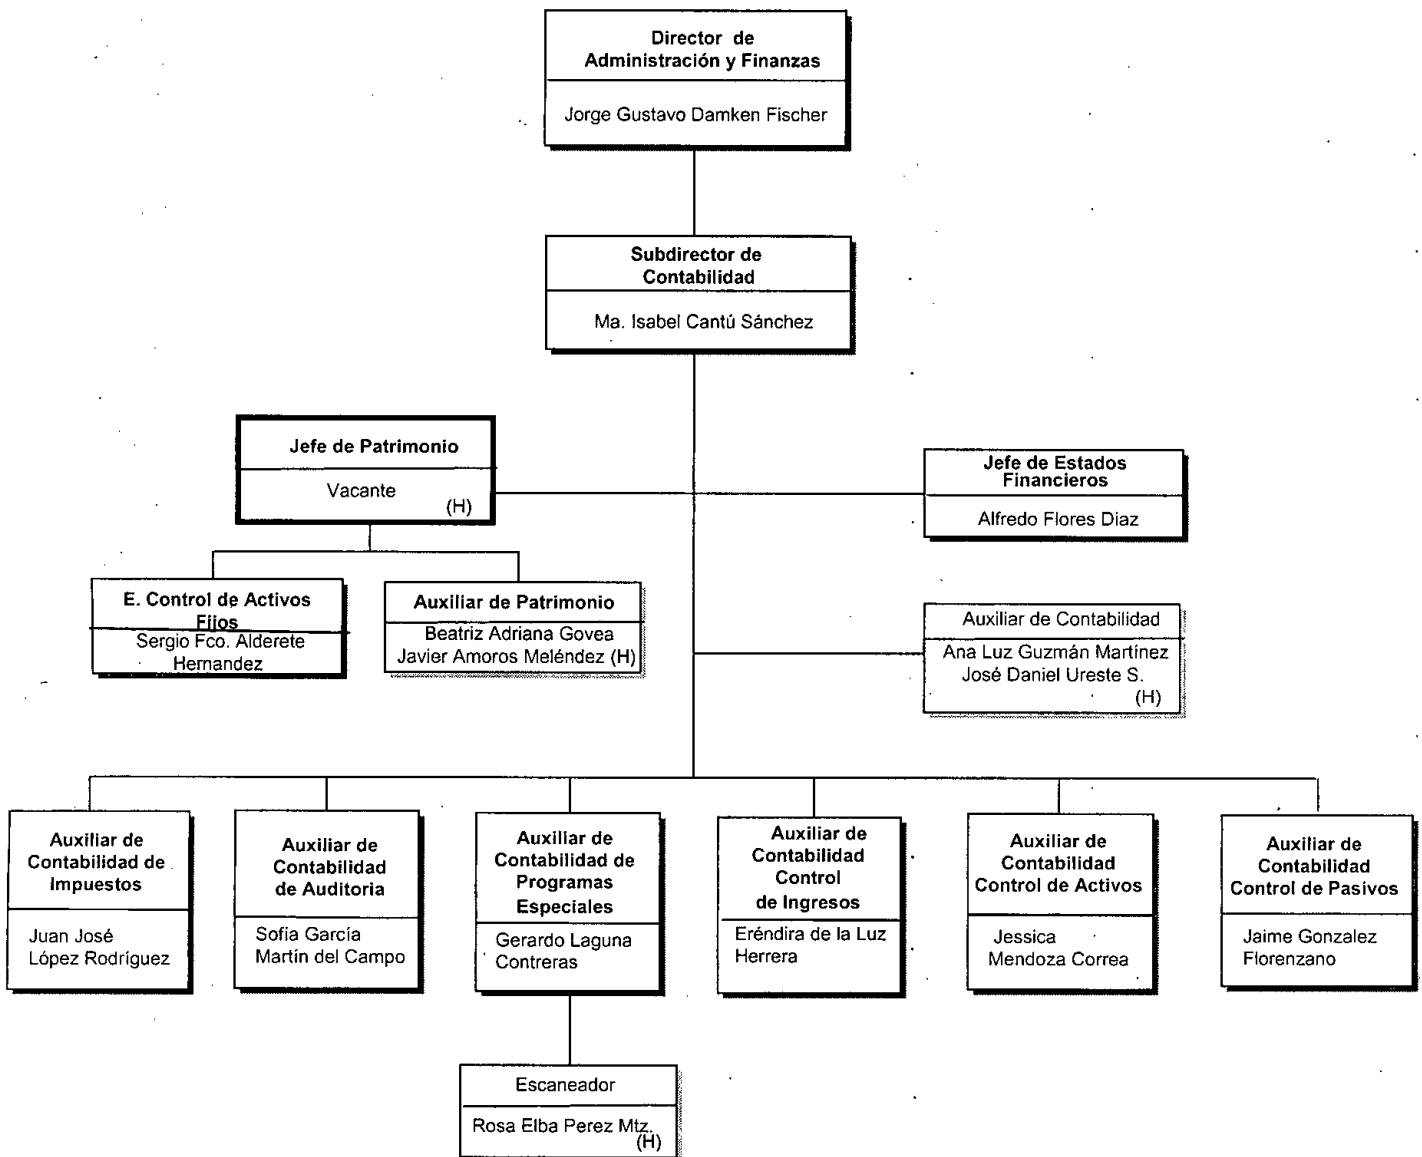 Director de
Administración y Finanzas
Jorge Gustavo Damken Fischer
Subdirector de
Contabilidad
Ma. Isabel Cantú Sánchez
Jefe de Patrimonio
Vacante
(H)
Jefe de Estados
Financieros
Alfredo Flores Diaz
E. Control de Activos
Fijos
Sergio Fco. Alderete
Hernandez
Auxiliar de Patrimonio
Beatriz Adriana Govea
Javier Amoros Meléndez (H)
Auxiliar de Contabilidad
Ana Luz Guzmán Martínez
José Daniel Ureste S.
(H)
Auxiliar de
Contabilidad de
Impuestos
Juan José
López Rodríguez
Auxiliar de
Contabilidad
de Auditoria
Sofía García
Martín del Campo
Auxiliar de
Contabilidad de
Programas
Especiales
Gerardo Laguna
Contreras
Auxiliar de
Contabilidad
Control
de Ingresos
Eréndira de la Luz
Herrera
Auxiliar de
Contabilidad
Control de Activos
Jessica
Mendoza Correa
Auxiliar de
Contabilidad
Control de Pasivos
Jaime Gonzalez
Florenzano
Escaneador
Rosa Elba Perez Mtz.
(H)